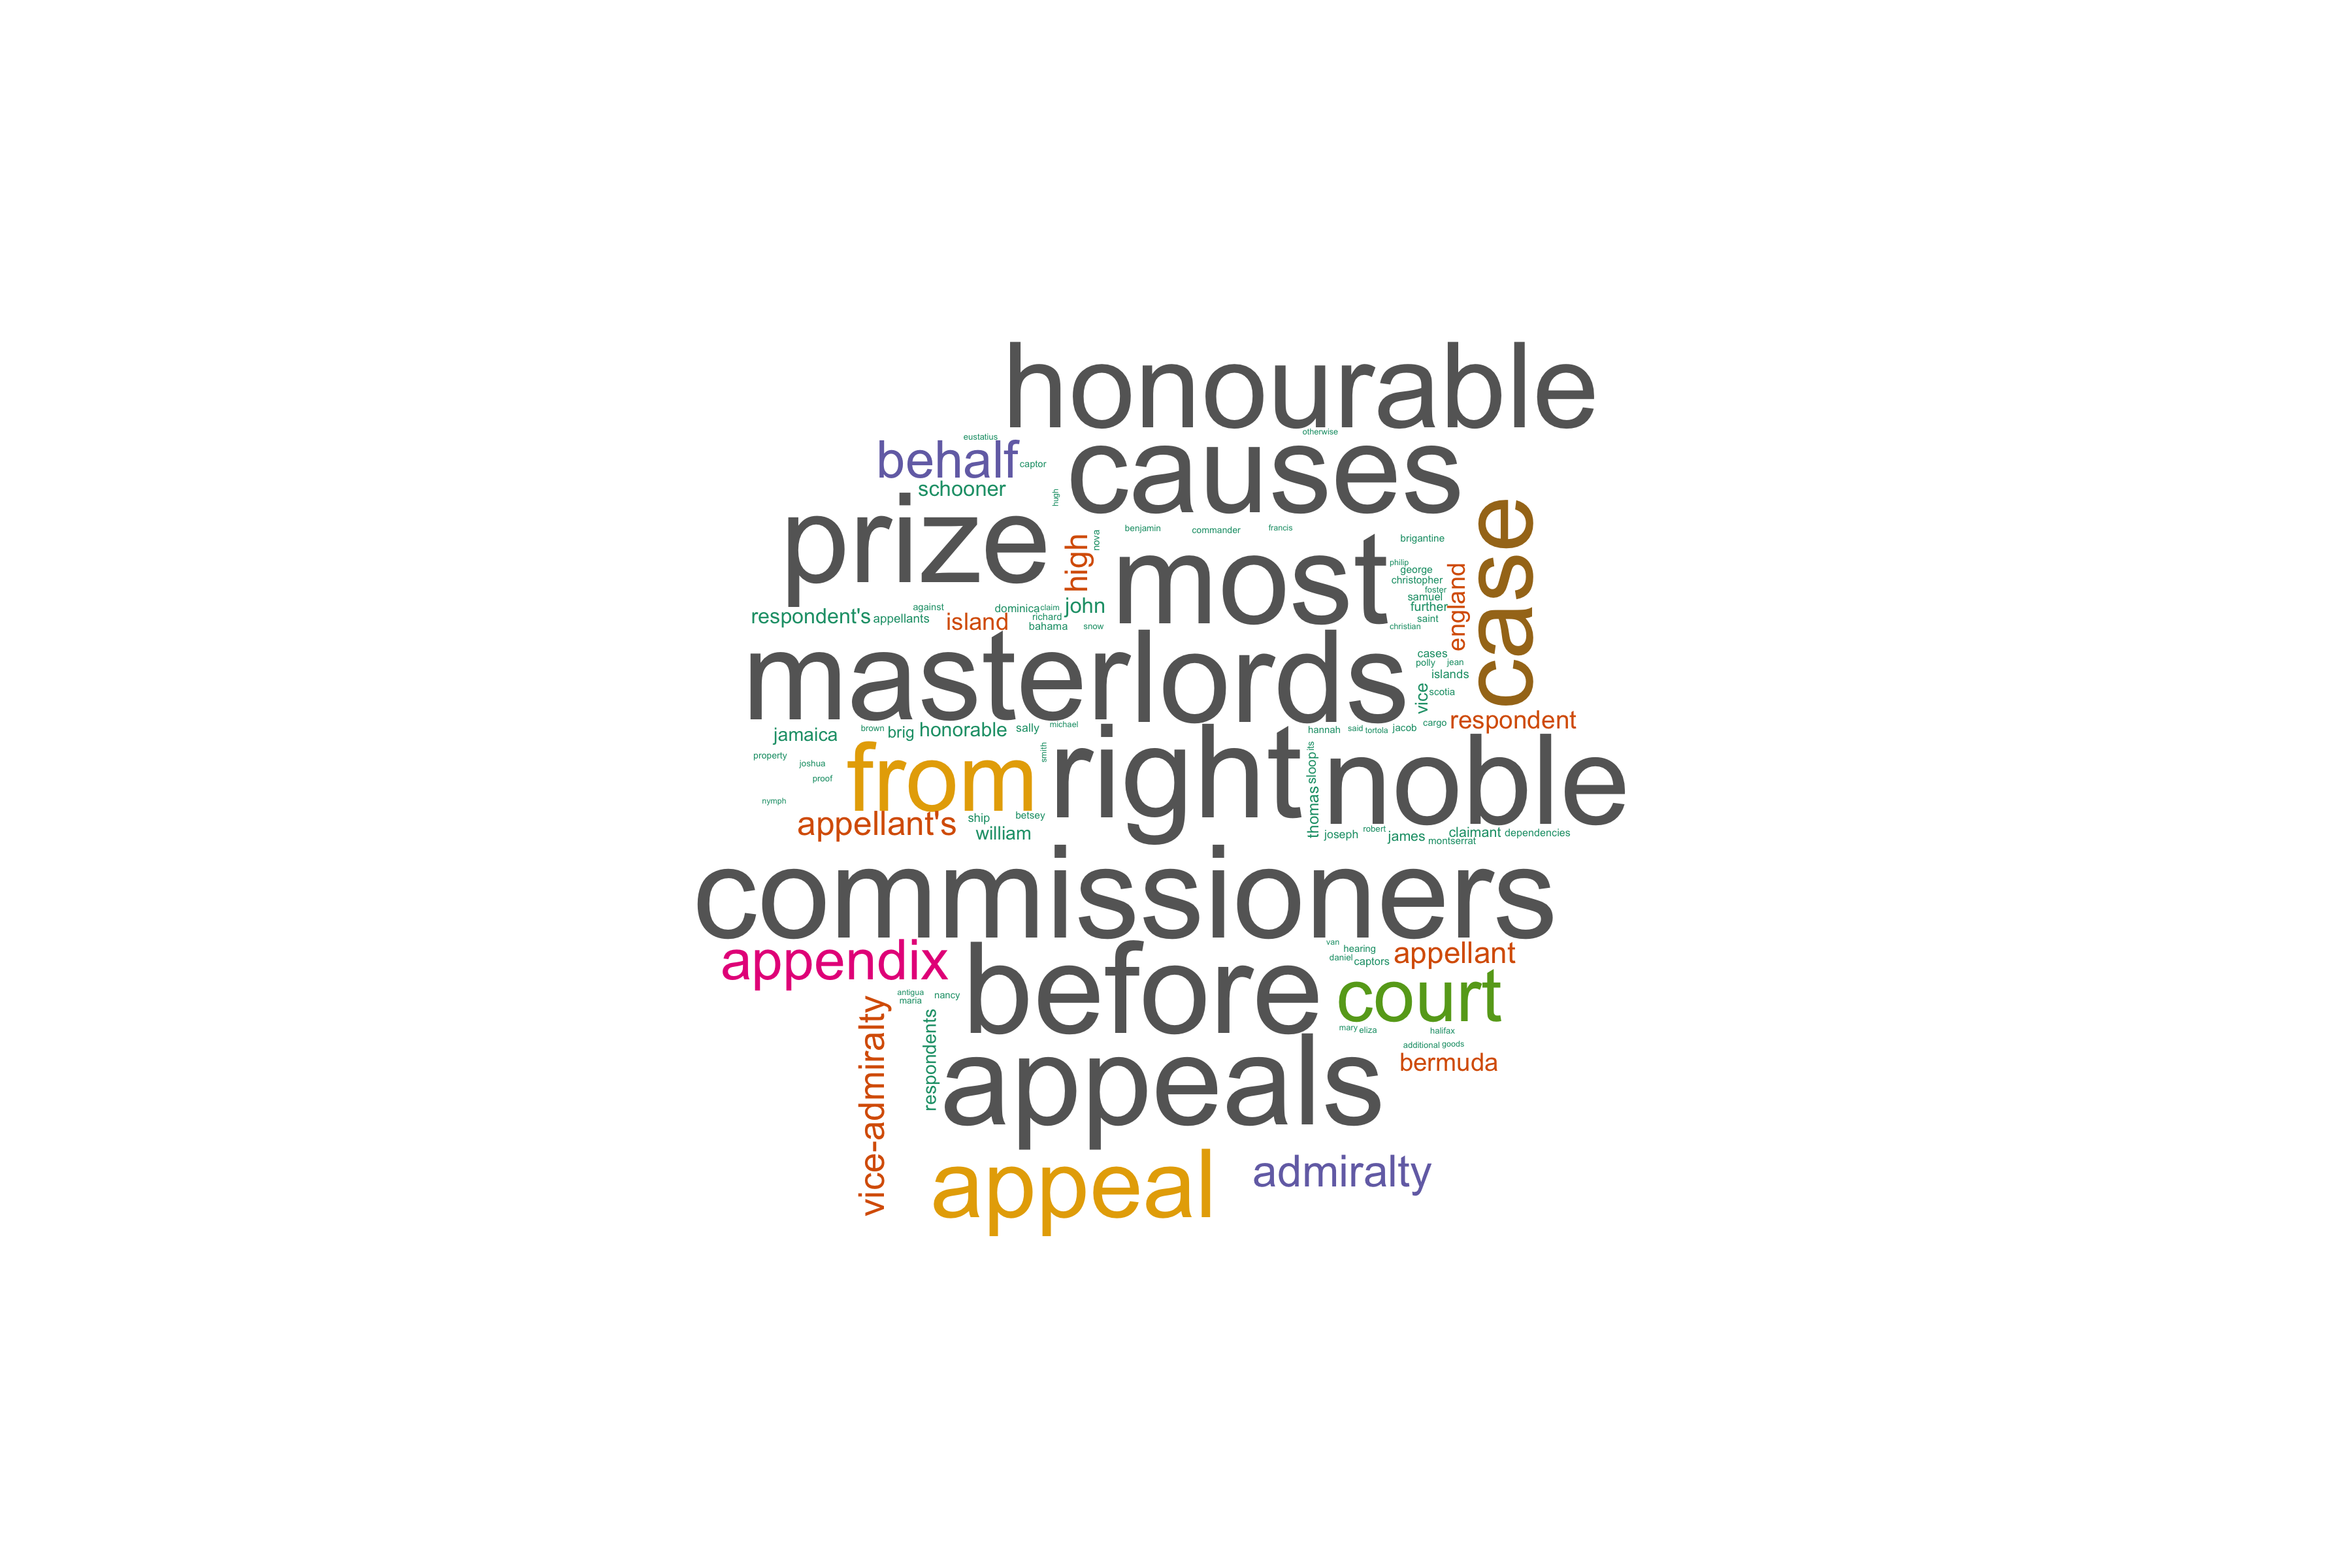 honourable
eustatius otherwise
behalf captor causes
schooner hugh
prize high nova benjamin commander francis most brigantine case
philip
george
christopher
foster
samuel
further
england
saint
christian
respondent's appellants against island dominica claim john
richard
bahama snow
masterlords cases
polly jean
islands
vice scotia
jamaica brown brig honorable sally michael hannah said tortola jacob cargo respondent
property joshua smith right its noble
proof from sloop
nymph thomas
appellant's ship betsey
william joseph robert james claimant dependencies
montserrat
commissioners
appendix before van hearing appellant
daniel captors
antigua
maria nancy court
vice-admiralty respondents mary eliza halifax
additional goods
appeals bermuda
appeal admiralty